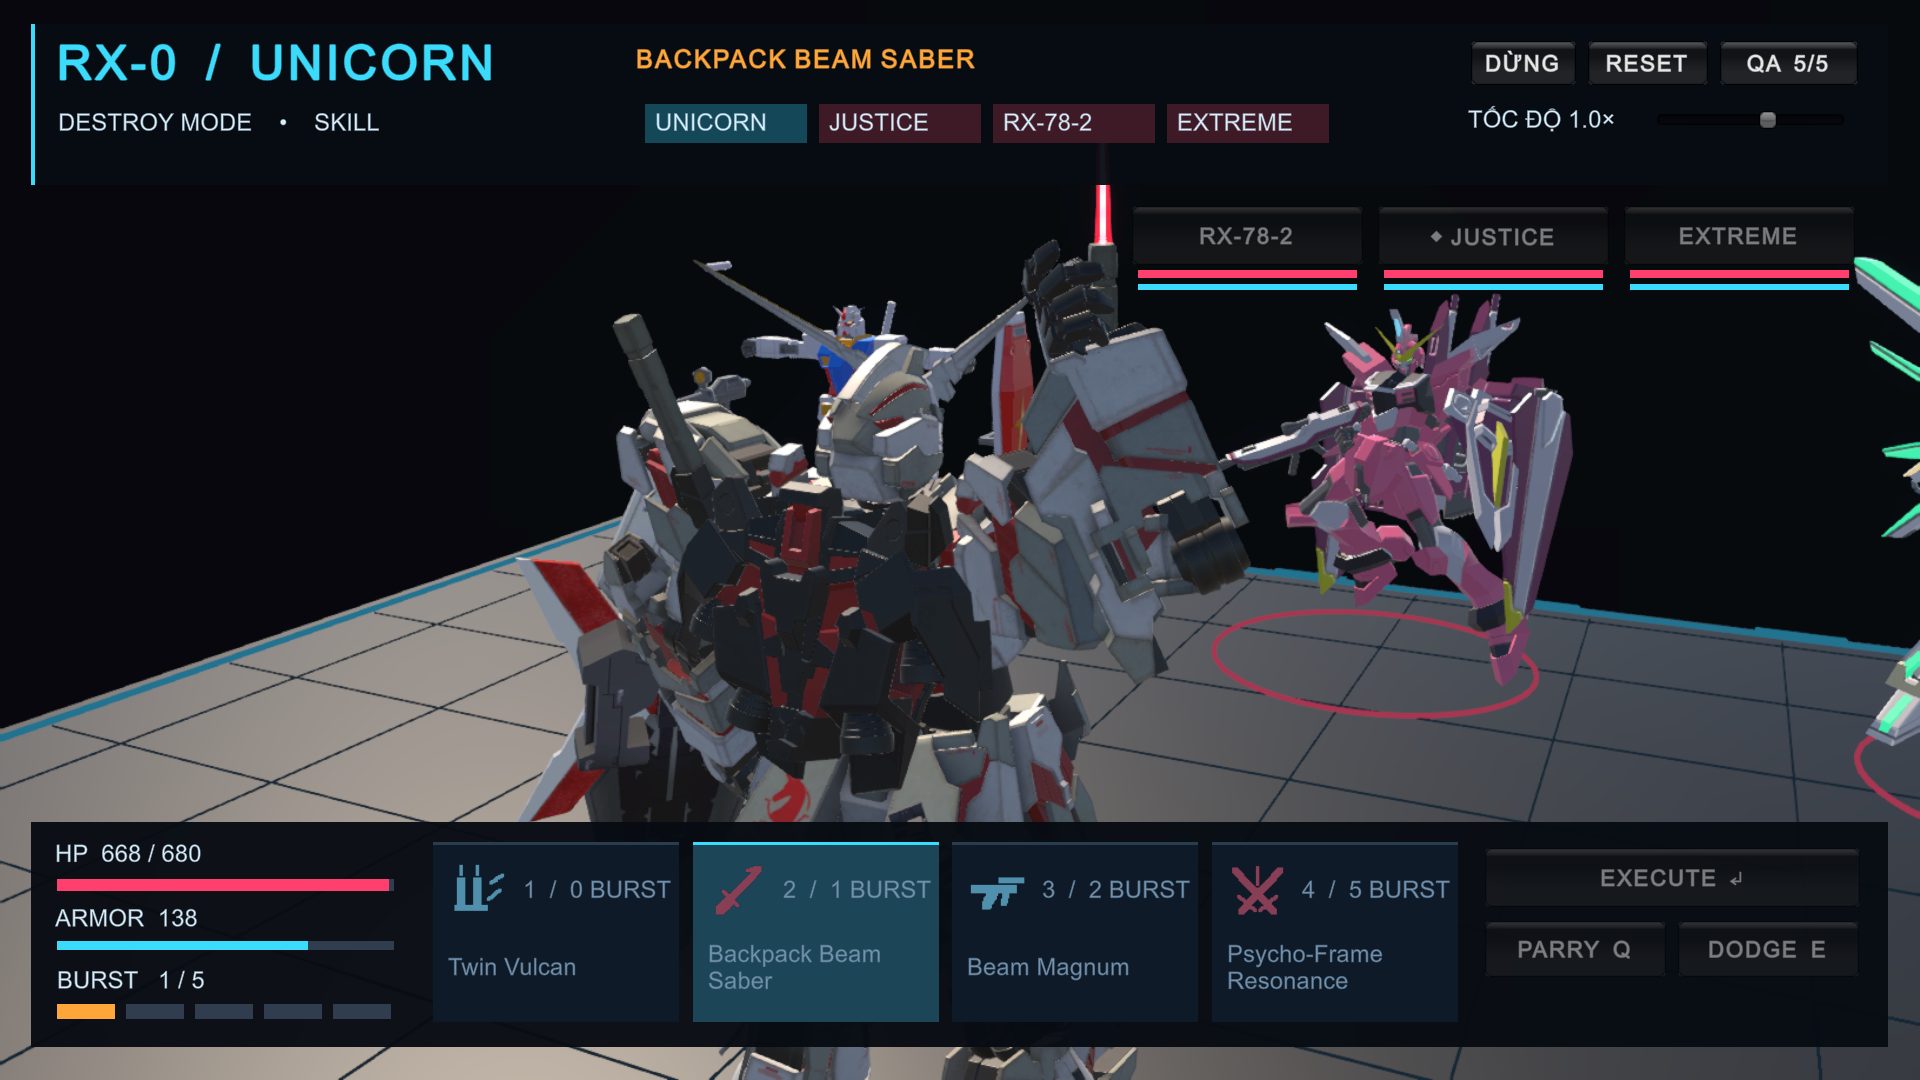 RX-0 / UNICORN
DESTROY MODE • SKILL
BACKPACK BEAM SABER
UNICORN JUSTICE RX-78-2 EXTREME
DỪNG RESET QA 5/5
TỐC ĐỘ 1.0×
RX-78-2 ◆ JUSTICE EXTREME
HP 668 / 680
ARMOR 138
BURST 1 / 5
1 / 0 BURST
Twin Vulcan
2 / 1 BURST
Backpack Beam
Saber
3 / 2 BURST
Beam Magnum
4 / 5 BURST
Psycho-Frame
Resonance
EXECUTE ↲
PARRY Q DODGE E